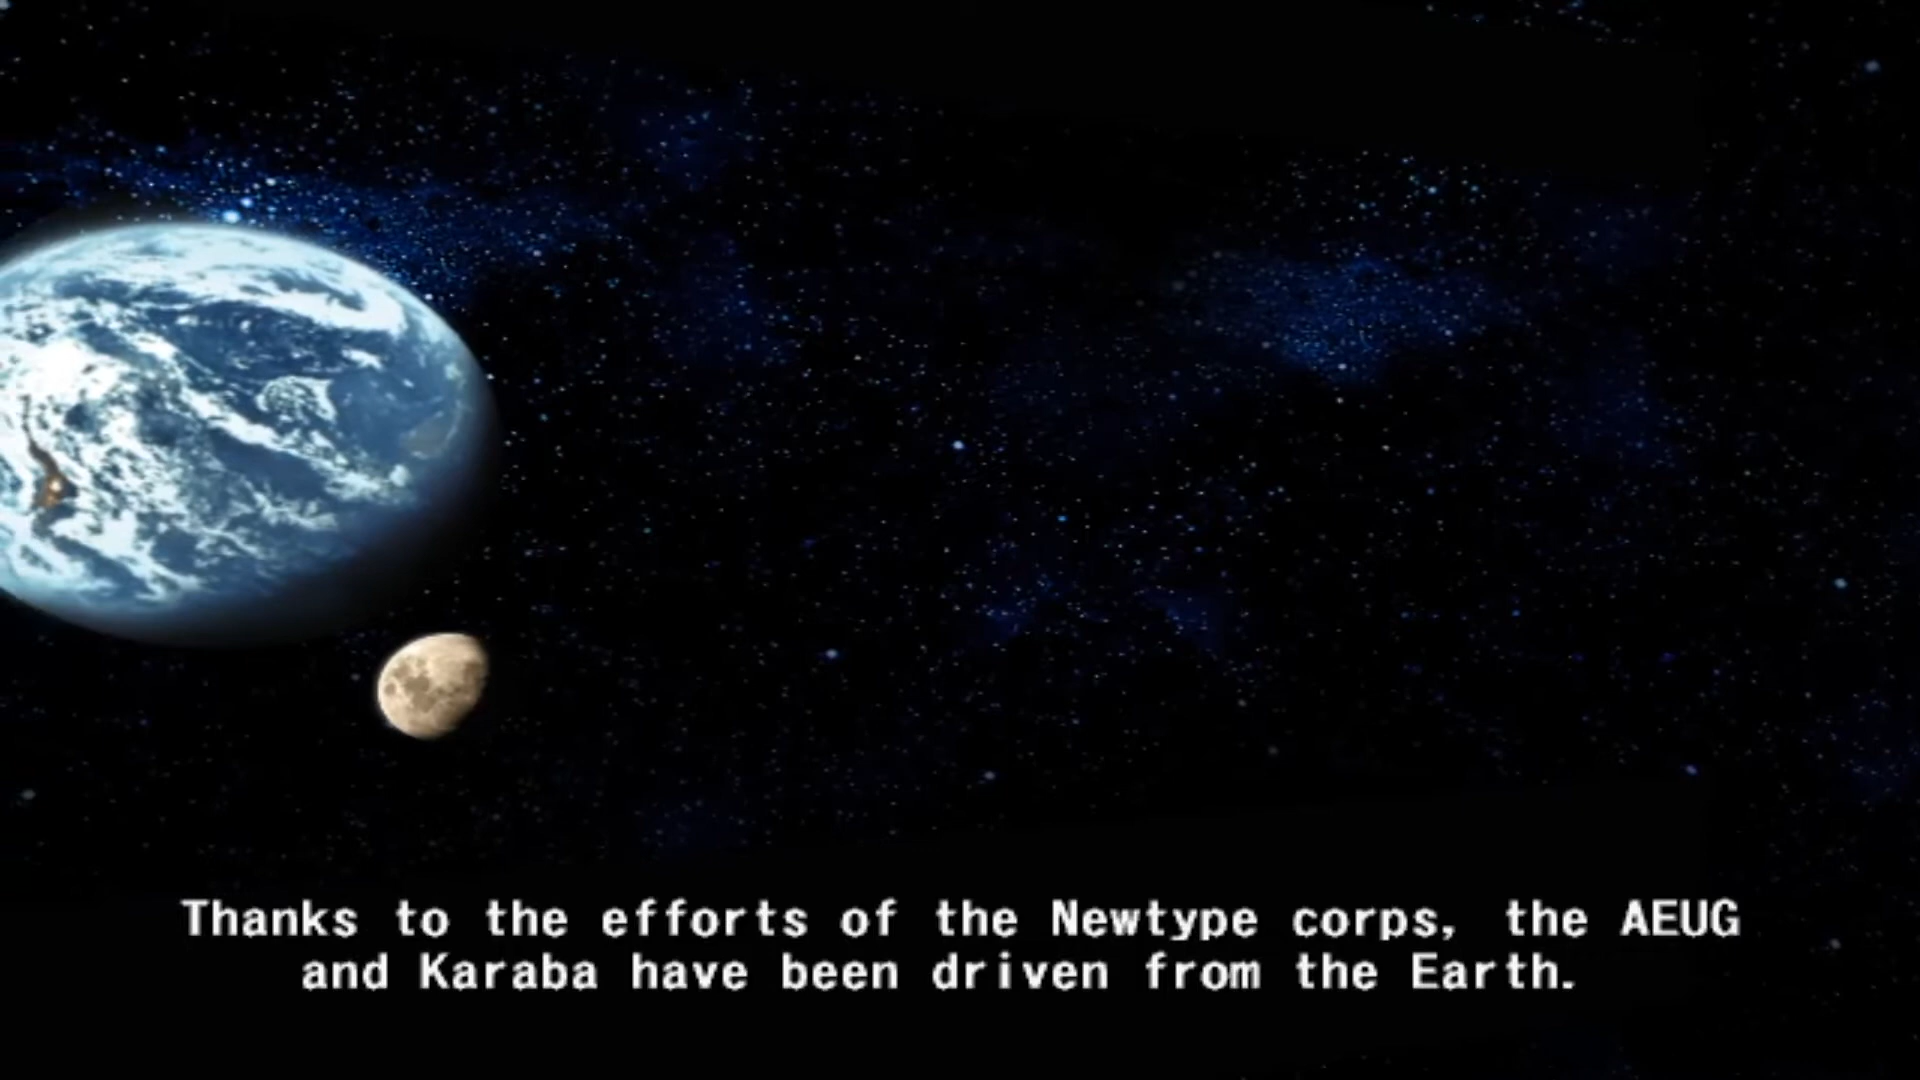 Thanks to the efforts of the Newtype corps, the AEUG
and Karaba have been driven from the Earth.